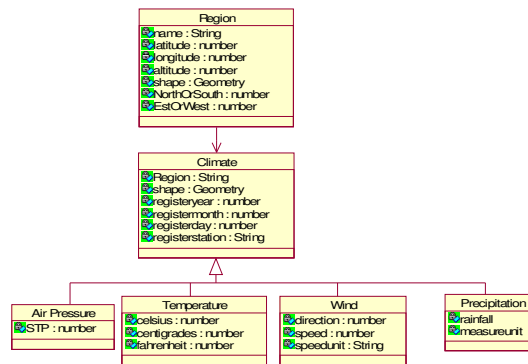 Region
name : String
latitude : number
longitude : number
altitude : number
shape : Geometry
NorthOrSouth : number
EstOrWest : number
Climate
Region : String
shape : Geometry
registeryear : number
registermonth : number
registerday : number
registerstation : String
Air Pressure
STP : number
Temperature
celsius : number
centigrades : number
fahrenheit : number
Wind
direction : number
speed : number
speedunit : String
Precipitation
rainfall
measureunit